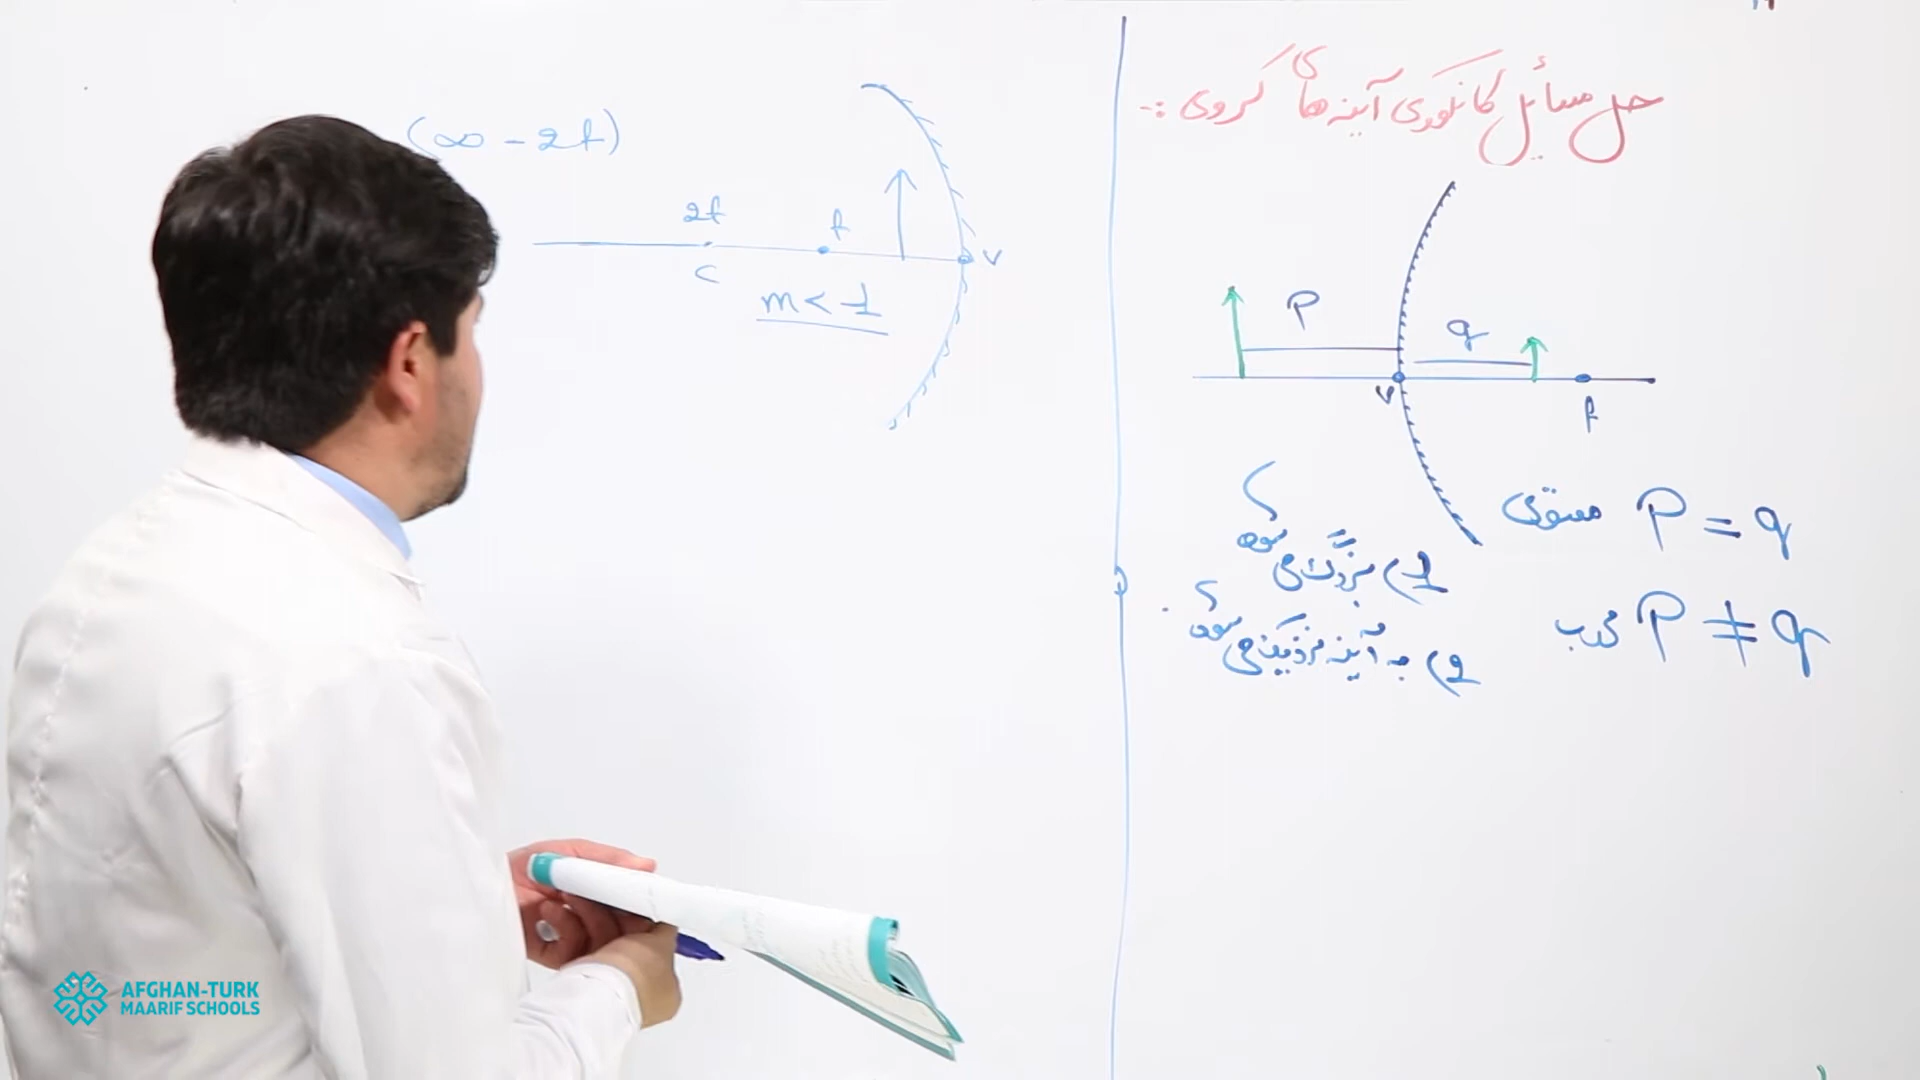 حل مسائل کانکوری آینه های کروی :-
P
q
v
f
مستوی P = q
محدب P ≠ q
1) بزرگ می شود
2) به آینه نزدیک می شود.
(∞ - 2f)
2f
f
c
v
m < 1
AFGHAN-TURK
MAARIF SCHOOLS